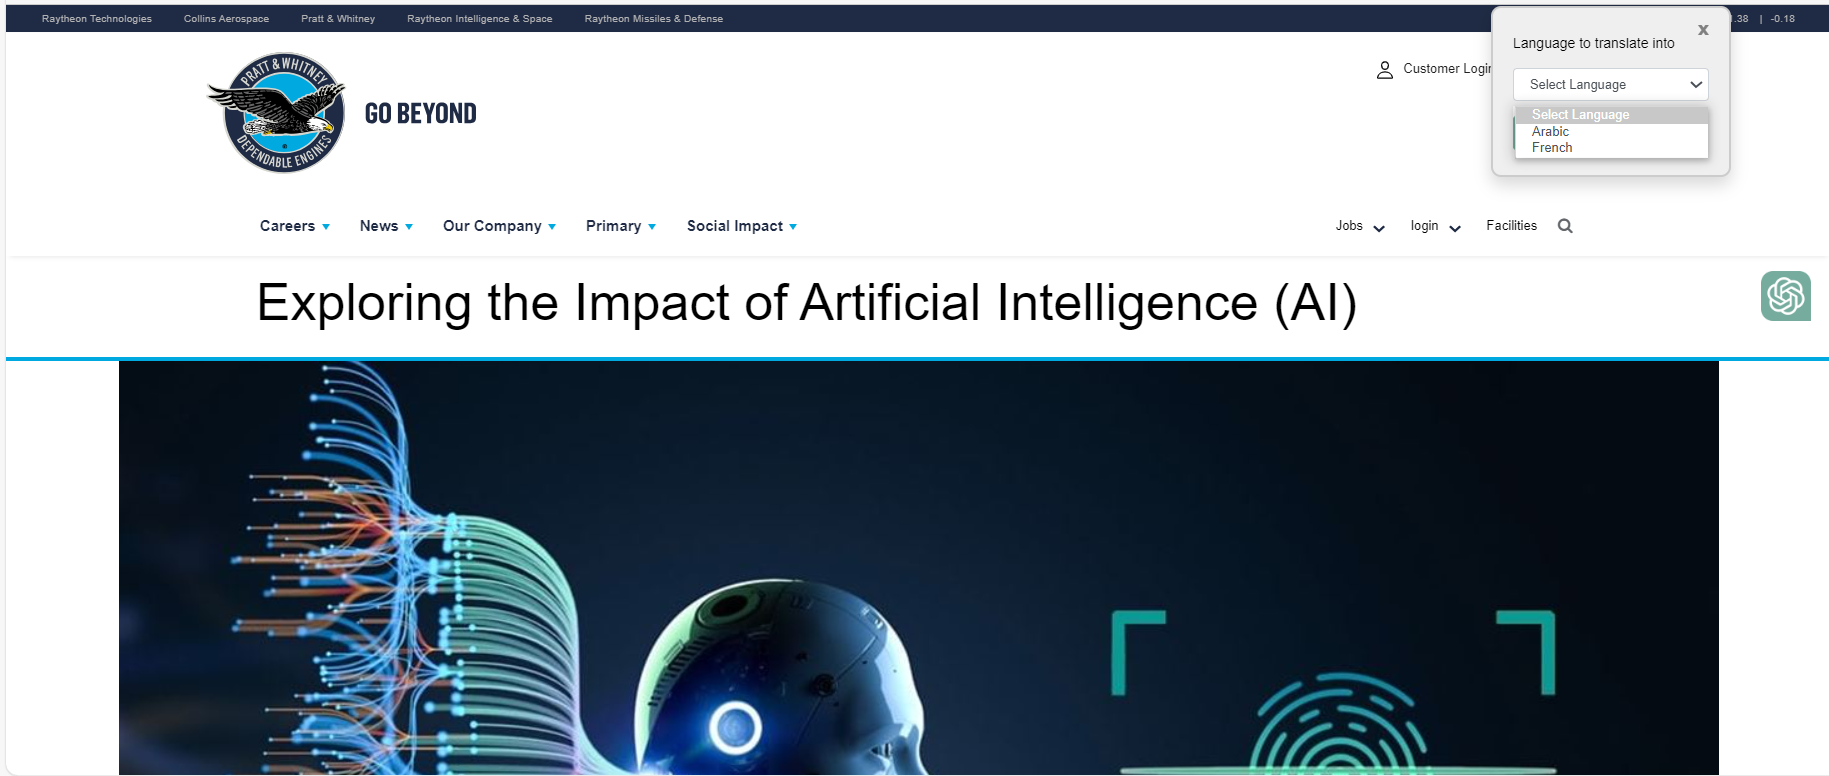 Raytheon Technologies Collins Aerospace Pratt & Whitney Raytheon Intelligence & Space Raytheon Missiles & Defense .38 | -0.18
x
Language to translate into
Select Language
Select Language
Arabic
French
PRATT & WHITNEY
DEPENDABLE ENGINES
GO BEYOND
Customer Login
Careers News Our Company Primary Social Impact Jobs login Facilities
Exploring the Impact of Artificial Intelligence (AI)